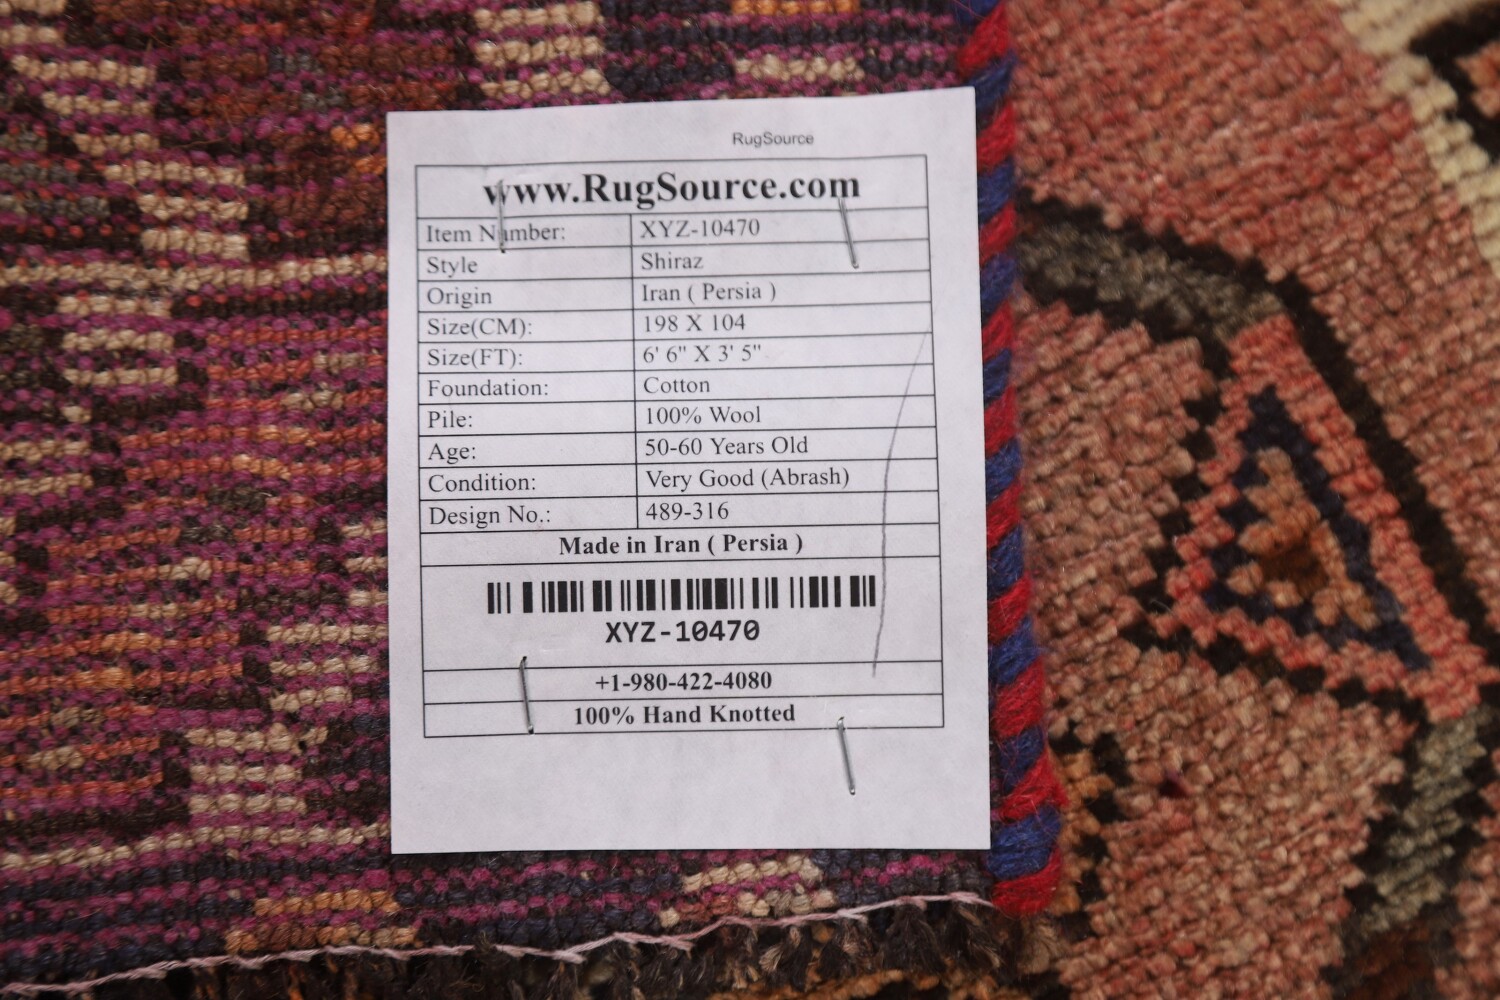 RugSource
www.RugSource.com
Item Number: XYZ-10470
Style Shiraz
Origin Iran ( Persia )
Size(CM): 198 X 104
Size(FT): 6' 6" X 3' 5"
Foundation: Cotton
Pile: 100% Wool
Age: 50-60 Years Old
Condition: Very Good (Abrash)
Design No.: 489-316
Made in Iran ( Persia )
XYZ-10470
+1-980-422-4080
100% Hand Knotted